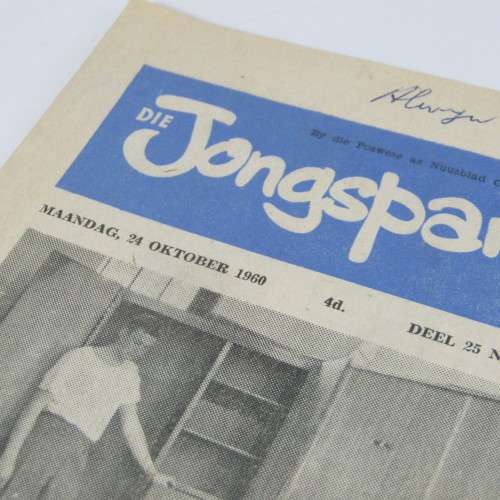 Alwyn
DIE
Jongspan
By die Poswese as Nuusblad
MAANDAG, 24 OKTOBER 1960
4d.
DEEL 25 N